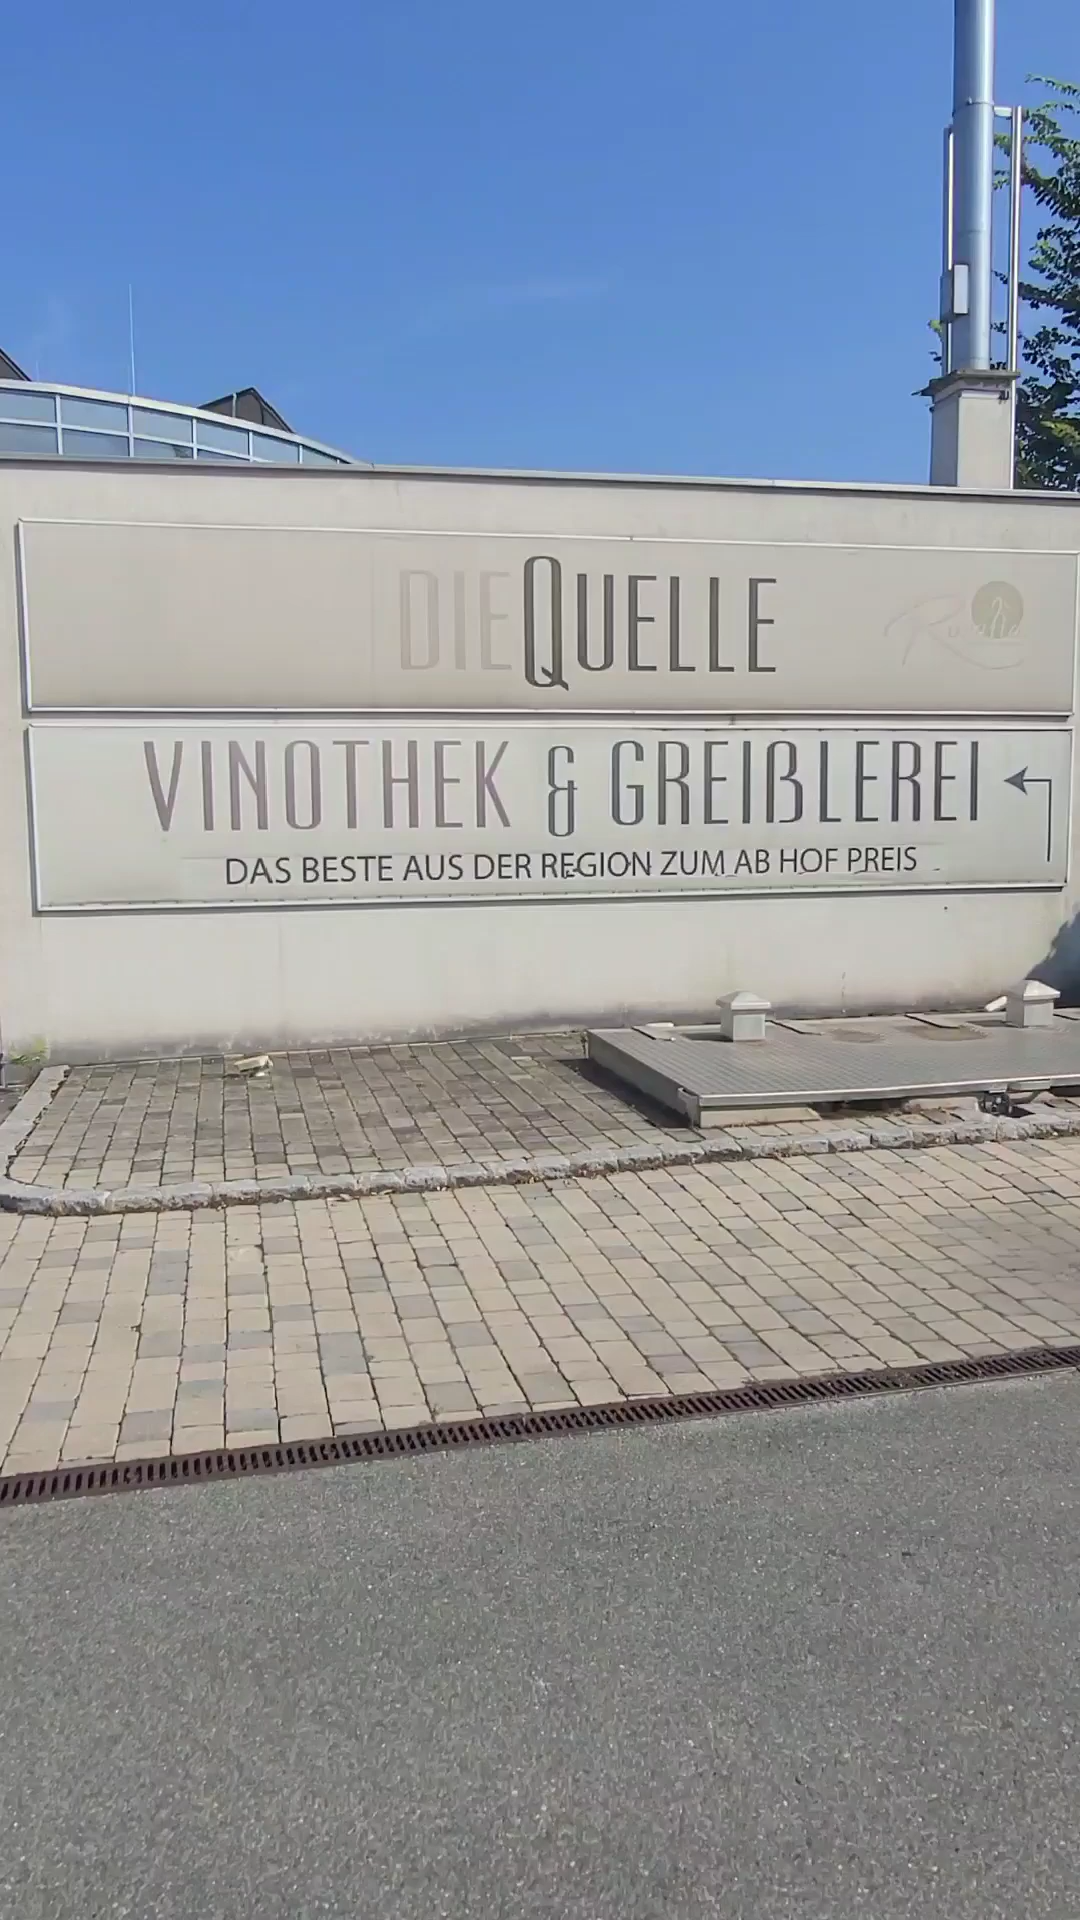 DIEQUELLE
VINOTHEK & GREIßLEREI
DAS BESTE AUS DER REGION ZUM AB HOF PREIS